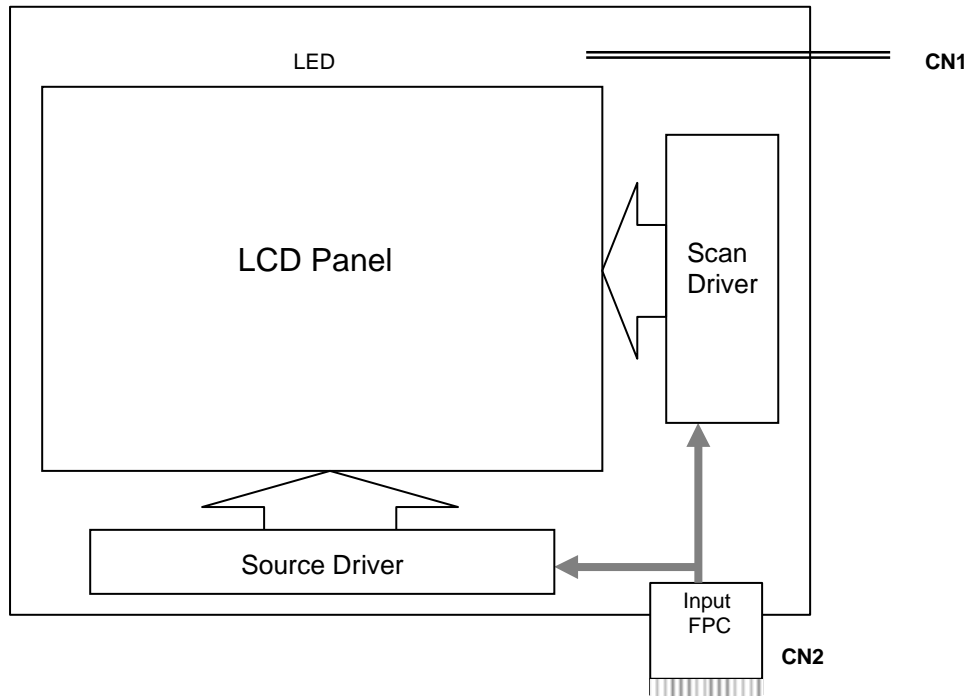 LED
CN1
LCD Panel
Scan
Driver
Source Driver
Input
FPC
CN2